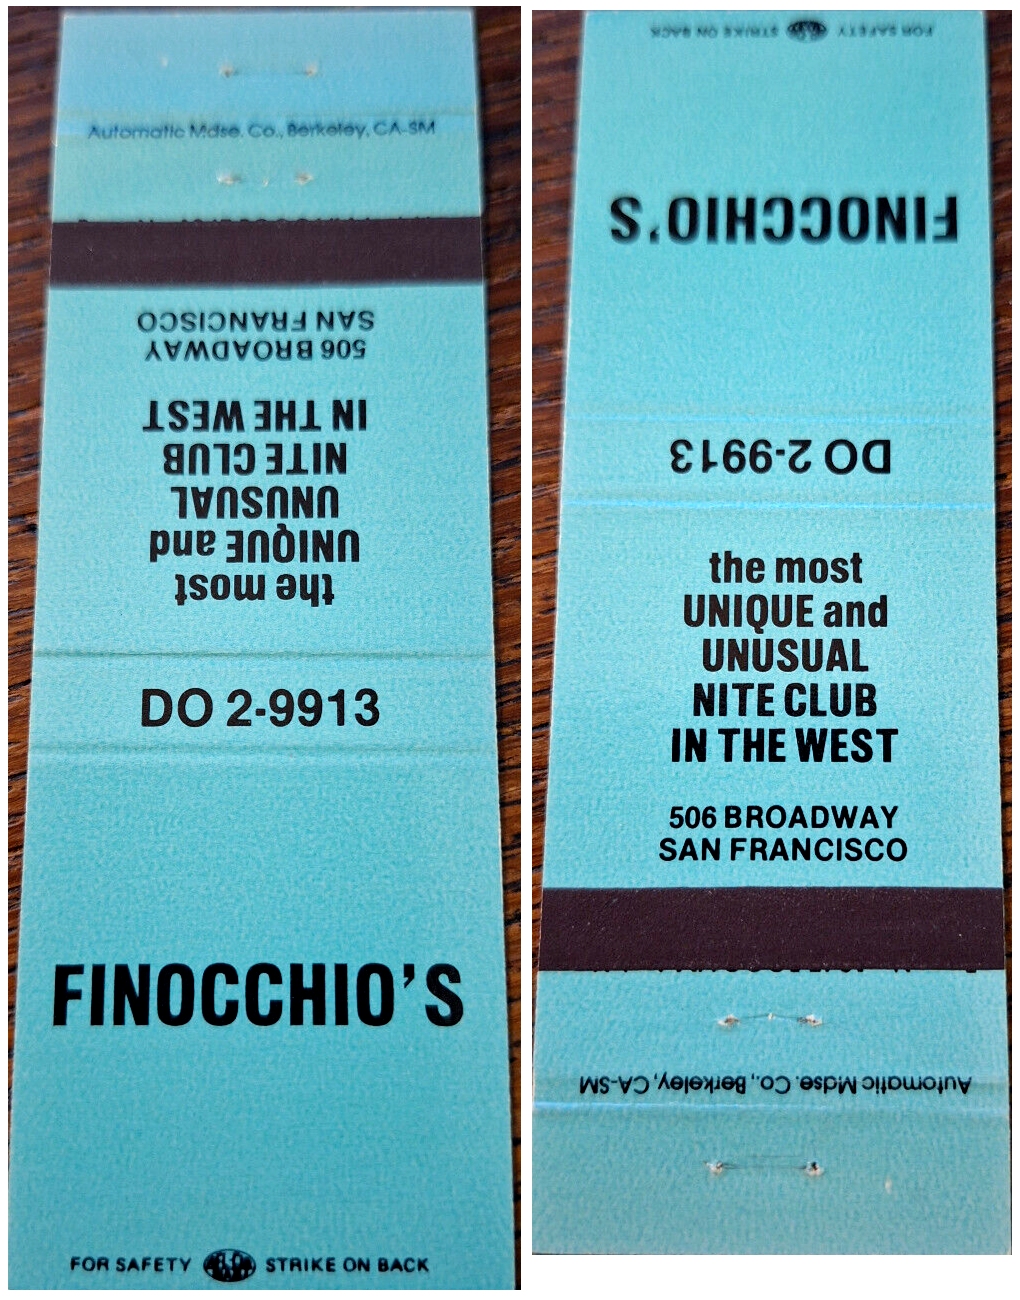 Automatic Mdse. Co., Berkeley, CA-SM
506 BROADWAY
SAN FRANCISCO
the most
UNIQUE and
UNUSUAL
NITE CLUB
IN THE WEST
DO 2-9913
FINOCCHIO'S
FOR SAFETY STRIKE ON BACK
FOR SAFETY STRIKE ON BACK
FINOCCHIO'S
DO 2-9913
the most
UNIQUE and
UNUSUAL
NITE CLUB
IN THE WEST
506 BROADWAY
SAN FRANCISCO
Automatic Mdse. Co., Berkeley, CA-SM